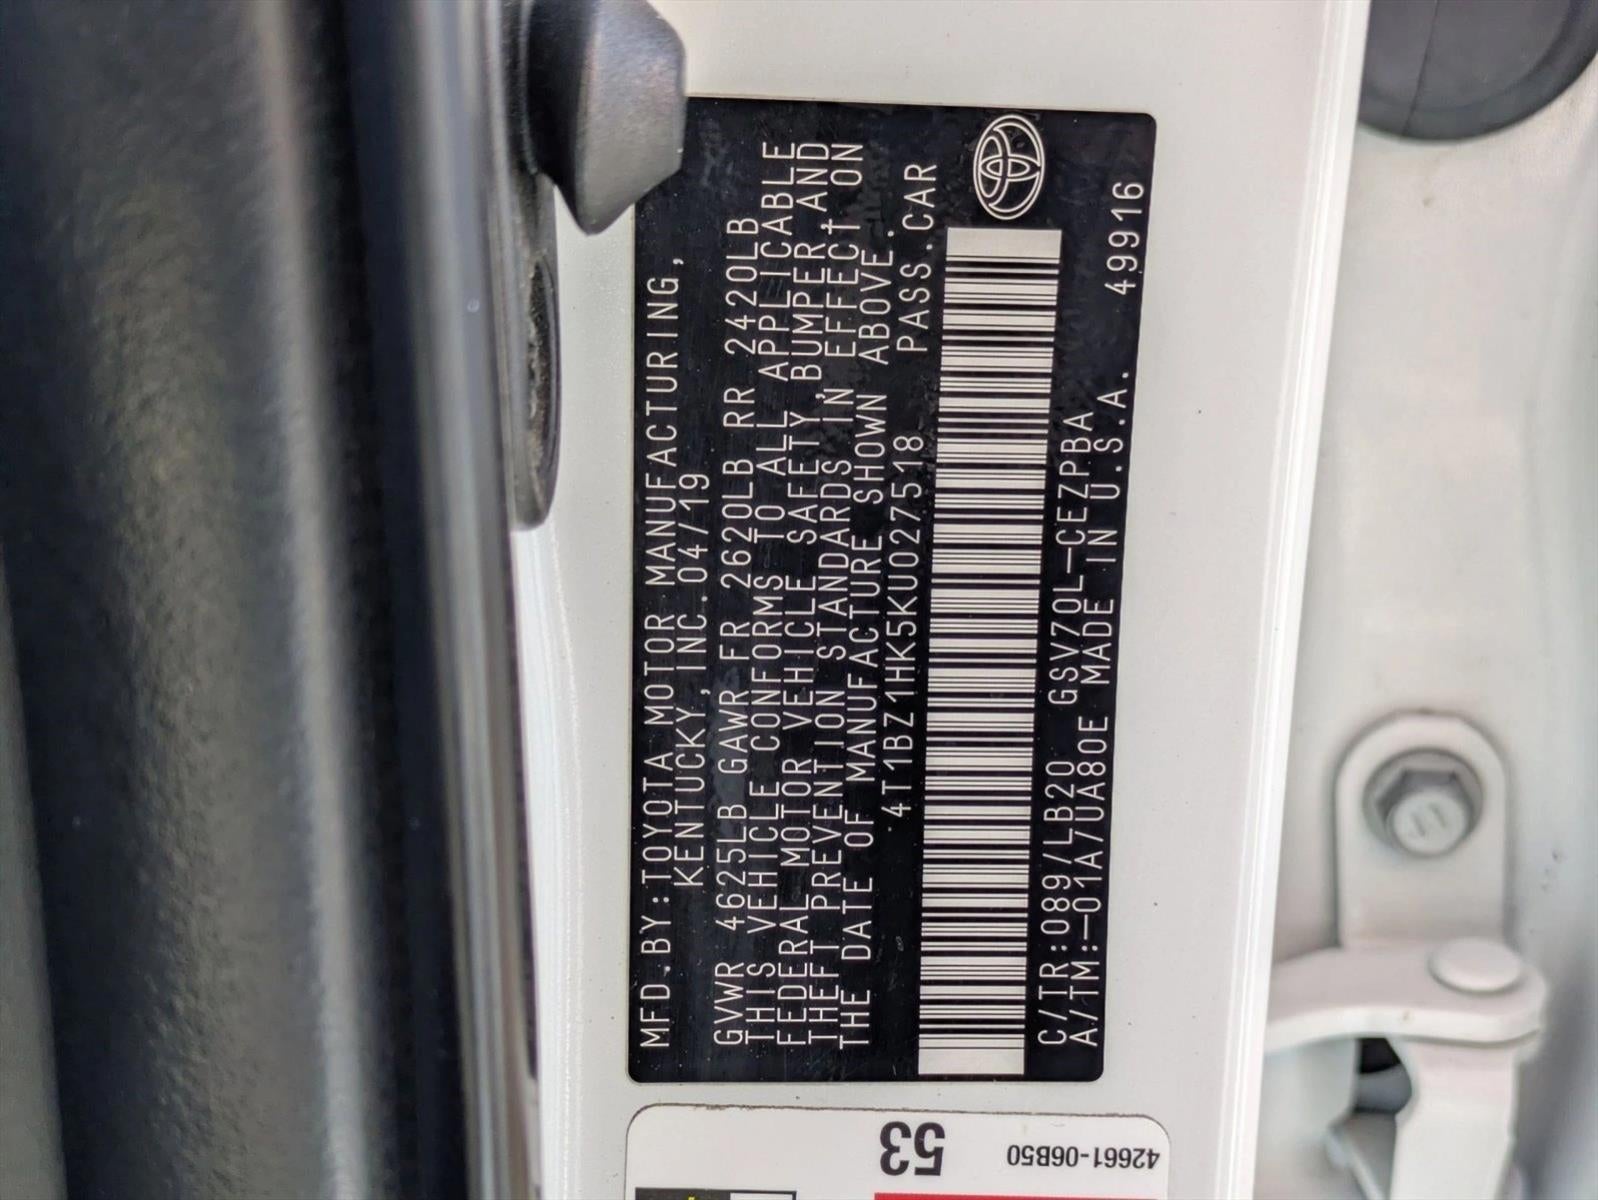 MFD.BY:TOYOTA MOTOR MANUFACTURING,
KENTUCKY,INC.04/19
GVWR 4625LB GAWR FR 2620LB RR 2420LB
THIS VEHICLE CONFORMS TO ALL APPLICABLE
FEDERAL MOTOR VEHICLE SAFETY,BUMPER,AND
THEFT PREVENTION STANDARDS IN EFFECT ON
THE DATE OF MANUFACTURE SHOWN ABOVE.
4T1BZ1HK5KU027518 PASS.CAR
C/TR:089/LB20 GSV70L-CEZPBA
A/TM:-01A/UA80E MADE IN U.S.A. 49916
53
42661-06B50